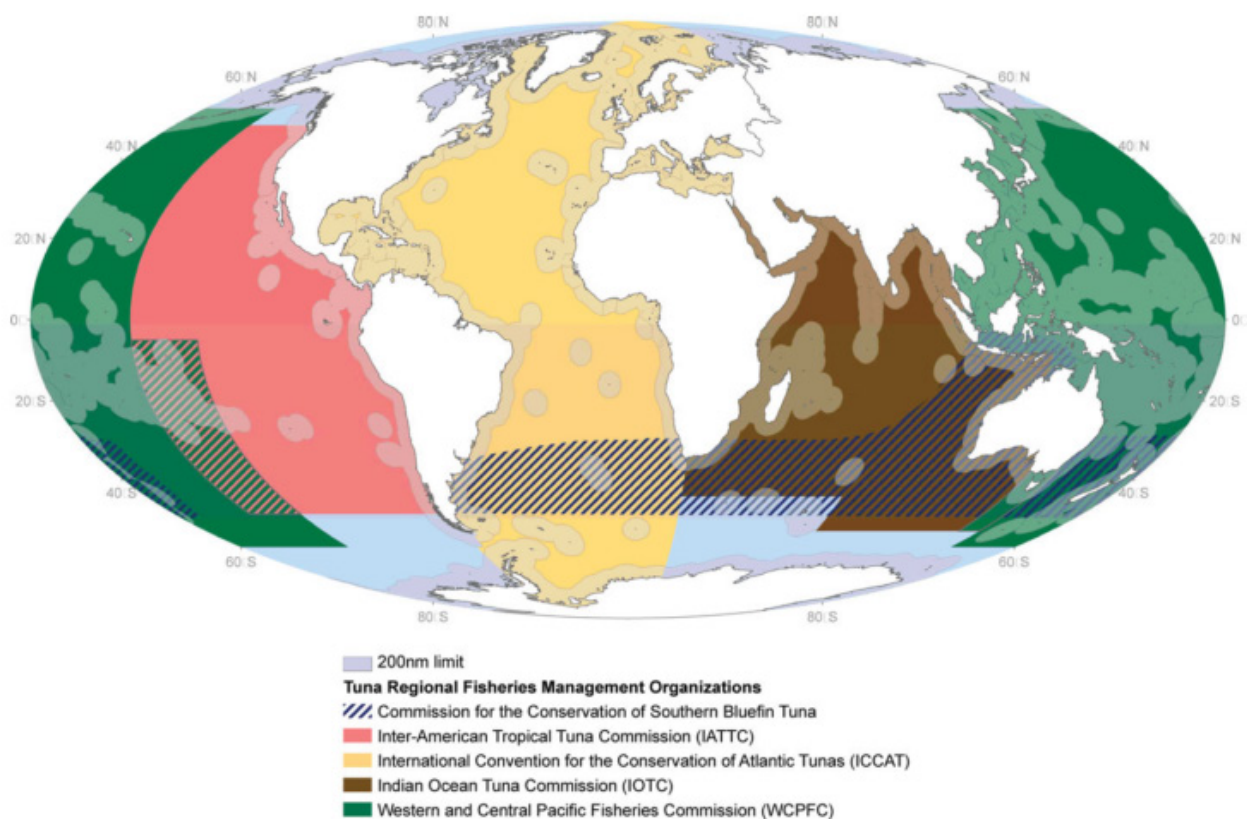 80▯N 80▯N
60▯N 60▯N
40▯N 40▯N
20▯N 20▯N
0▯ 0▯
20▯S 20▯S
40▯S 40▯S
60▯S 60▯S
80▯S 80▯S
200nm limit
Tuna Regional Fisheries Management Organizations
Commission for the Conservation of Southern Bluefin Tuna
Inter-American Tropical Tuna Commission (IATTC)
International Convention for the Conservation of Atlantic Tunas (ICCAT)
Indian Ocean Tuna Commission (IOTC)
Western and Central Pacific Fisheries Commission (WCPFC)